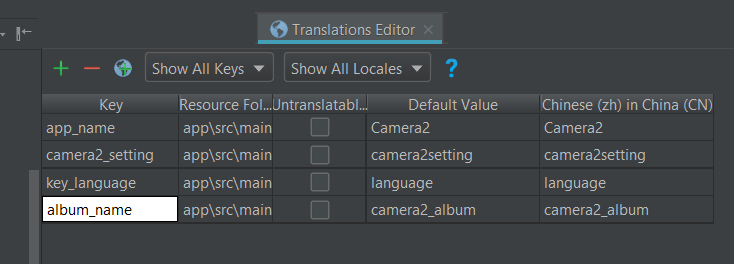 Translations Editor
Show All Keys Show All Locales ?
Key Resource Fol... Untranslatabl... Default Value Chinese (zh) in China (CN)
app_name app\src\main Camera2 Camera2
camera2_setting app\src\main camera2setting camera2setting
key_language app\src\main language language
album_name app\src\main camera2_album camera2_album